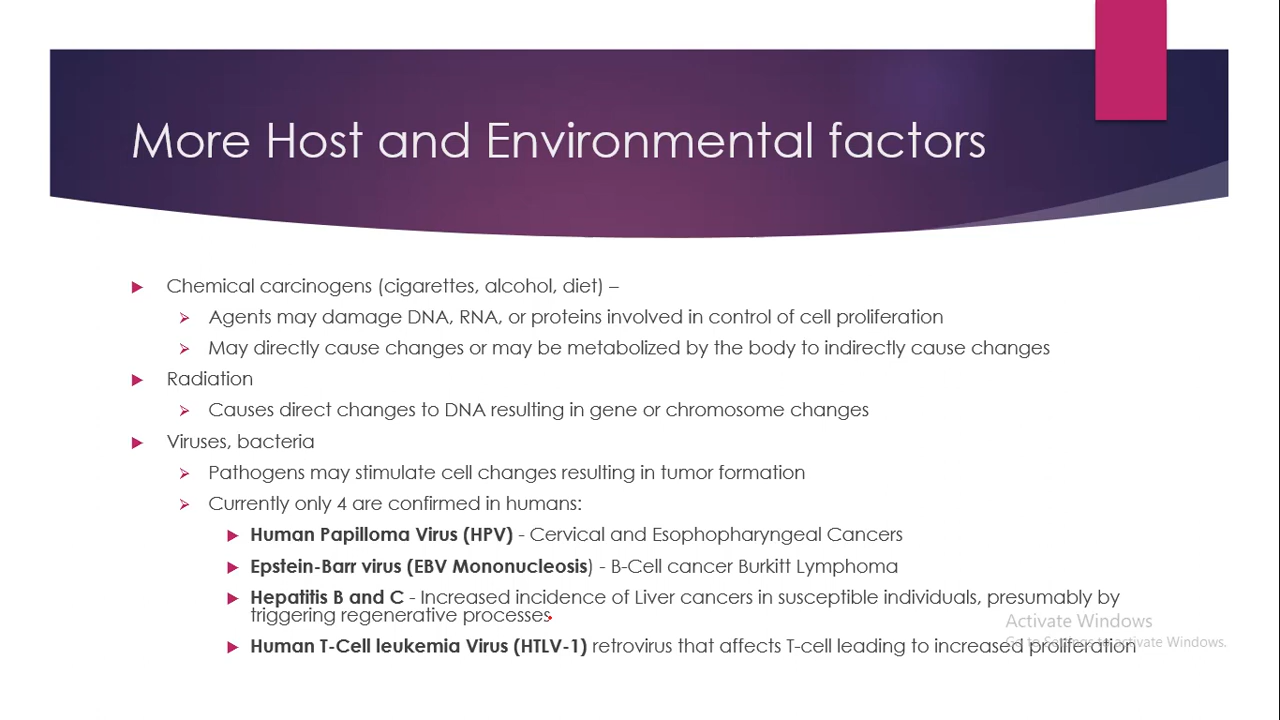 More Host and Environmental factors
Chemical carcinogens (cigarettes, alcohol, diet) –
Agents may damage DNA, RNA, or proteins involved in control of cell proliferation
May directly cause changes or may be metabolized by the body to indirectly cause changes
Radiation
Causes direct changes to DNA resulting in gene or chromosome changes
Viruses, bacteria
Pathogens may stimulate cell changes resulting in tumor formation
Currently only 4 are confirmed in humans:
Human Papilloma Virus (HPV) - Cervical and Esophopharyngeal Cancers
Epstein-Barr virus (EBV Mononucleosis) - B-Cell cancer Burkitt Lymphoma
Hepatitis B and C - Increased incidence of Liver cancers in susceptible individuals, presumably by
triggering regenerative processes.
Human T-Cell leukemia Virus (HTLV-1) retrovirus that affects T-cell leading to increased proliferation
Activate Windows
Go to Settings to activate Windows.